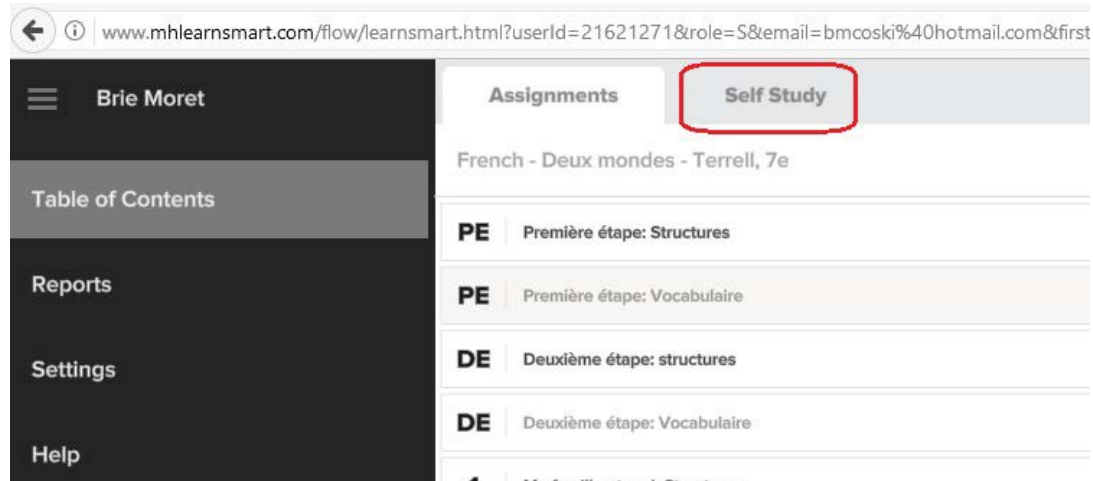 www.mhlearnsmart.com/flow/learnsmart.html?userId=21621271&role=S&email=bmcoski%40hotmail.com&first
Brie Moret
Assignments
Self Study
French - Deux mondes - Terrell, 7e
Table of Contents
PE Première étape: Structures
Reports
PE Première étape: Vocabulaire
Settings
DE Deuxième étape: structures
DE Deuxième étape: Vocabulaire
Help